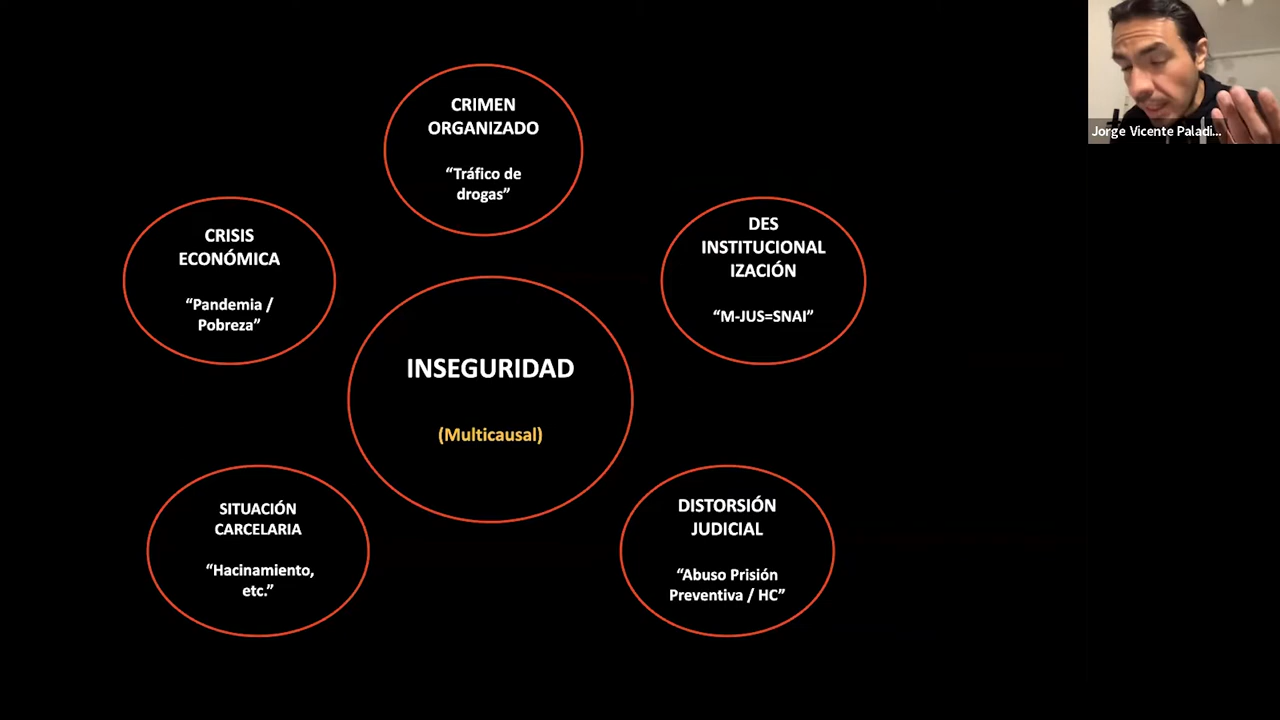 CRIMEN
ORGANIZADO
“Tráfico de
drogas”
CRISIS
ECONÓMICA
“Pandemia /
Pobreza”
DES
INSTITUCIONAL
IZACIÓN
“M-JUS=SNAI”
INSEGURIDAD
(Multicausal)
SITUACIÓN
CARCELARIA
“Hacinamiento,
etc.”
DISTORSIÓN
JUDICIAL
“Abuso Prisión
Preventiva / HC”
Jorge Vicente Paladi...